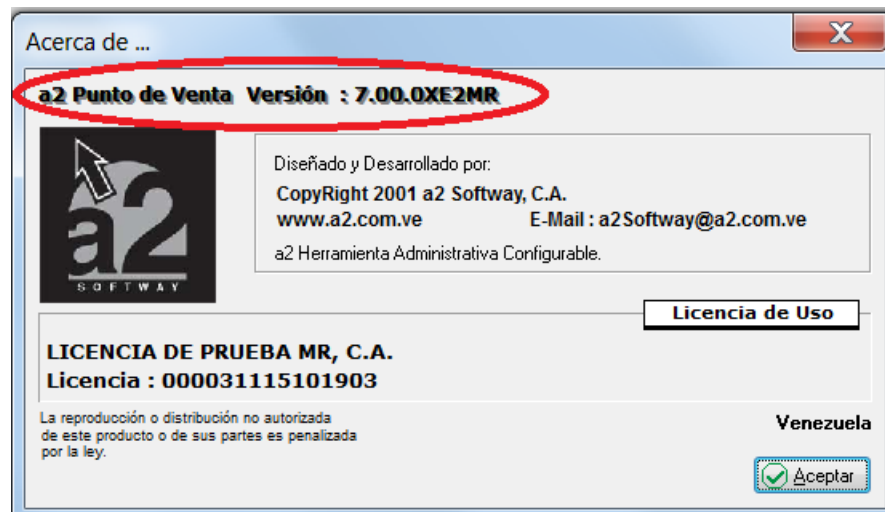 Acerca de ...
a2 Punto de Venta Versión : 7.00.0XE2MR
a2
SOFTWAY
Diseñado y Desarrollado por:
CopyRight 2001 a2 Softway, C.A.
www.a2.com.ve E-Mail : a2Softway@a2.com.ve
a2 Herramienta Administrativa Configurable.
Licencia de Uso
LICENCIA DE PRUEBA MR, C.A.
Licencia : 000031115101903
La reproducción o distribución no autorizada
de este producto o de sus partes es penalizada
por la ley.
Venezuela
Aceptar